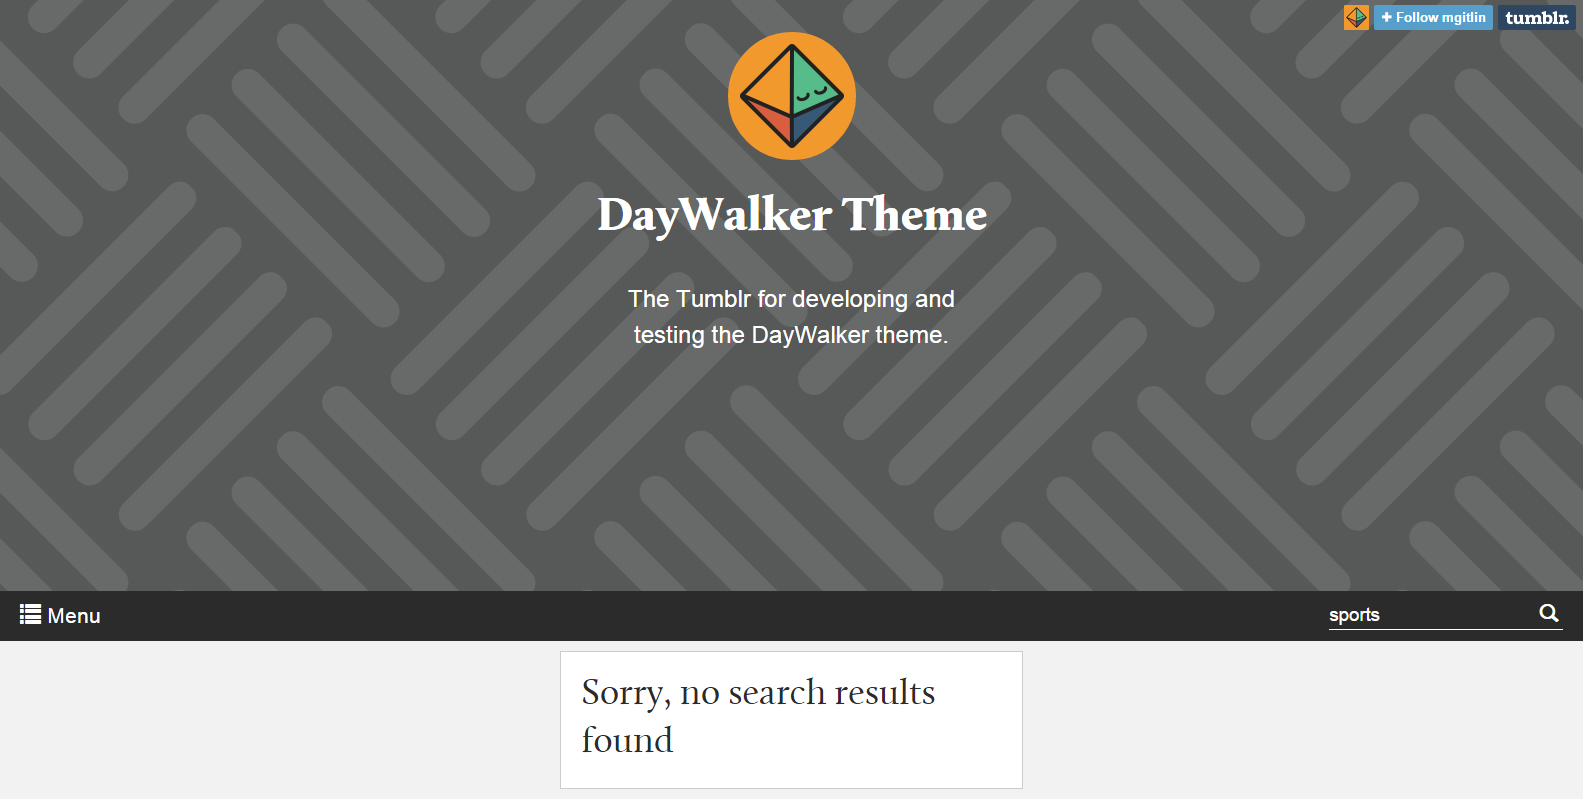 + Follow mgitlin
tumblr.
DayWalker Theme
The Tumblr for developing and
testing the DayWalker theme.
Menu
sports
Sorry, no search results
found